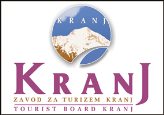 KRANJ
KRANJ
ZAVOD ZA TURIZEM KRANJ
TOURIST BOARD KRANJ